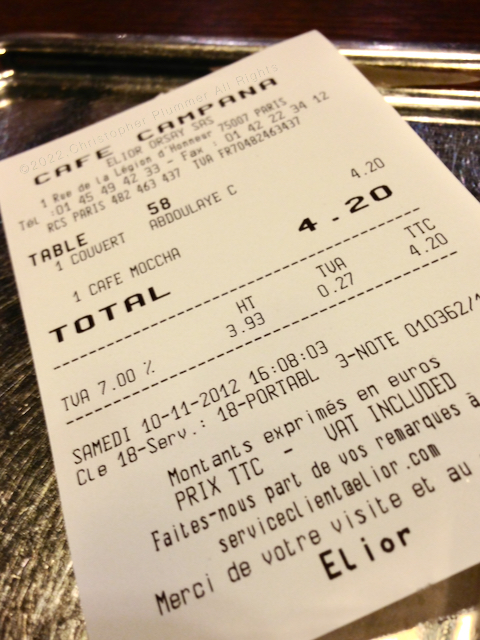 ©2022 Christopher Plummer All Rights
CAFE CAMPANA
ELIOR ORSAY SAS
1 Rue de la Légion d'Honneur 75007 PARIS
Tel :01 45 49 42 33 - Fax : 01 42 22 34 12
RCS PARIS 482 463 437 TVA FR70482463437
TABLE 58
1 COUVERT ABDOULAYE C
1 CAFE MOCCHA 4.20
TOTAL 4.20
HT TVA TTC
TVA 7.00 % 3.93 0.27 4.20
SAMEDI 10-11-2012 16:08:03
Cle 18-Serv.: 18-PORTABL 3-NOTE 010362/
Montants exprimés en euros
PRIX TTC - VAT INCLUDED
Faites-nous part de vos remarques à
serviceclient@elior.com
Merci de votre visite et au
Elior